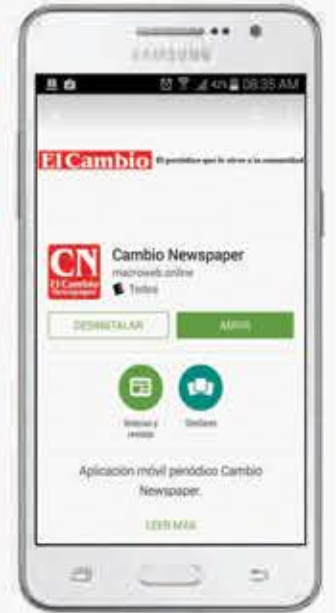 SAMSUNG
08:35 AM
El Cambio El periódico que le sirve a la comunidad
CN
El Cambio
Newspaper
Cambio Newspaper
macroweb.online
Todos
DESINSTALAR
ABRIR
Noticias y
revistas
Similares
Aplicación móvil periódico Cambio
Newspaper.
LEER MÁS